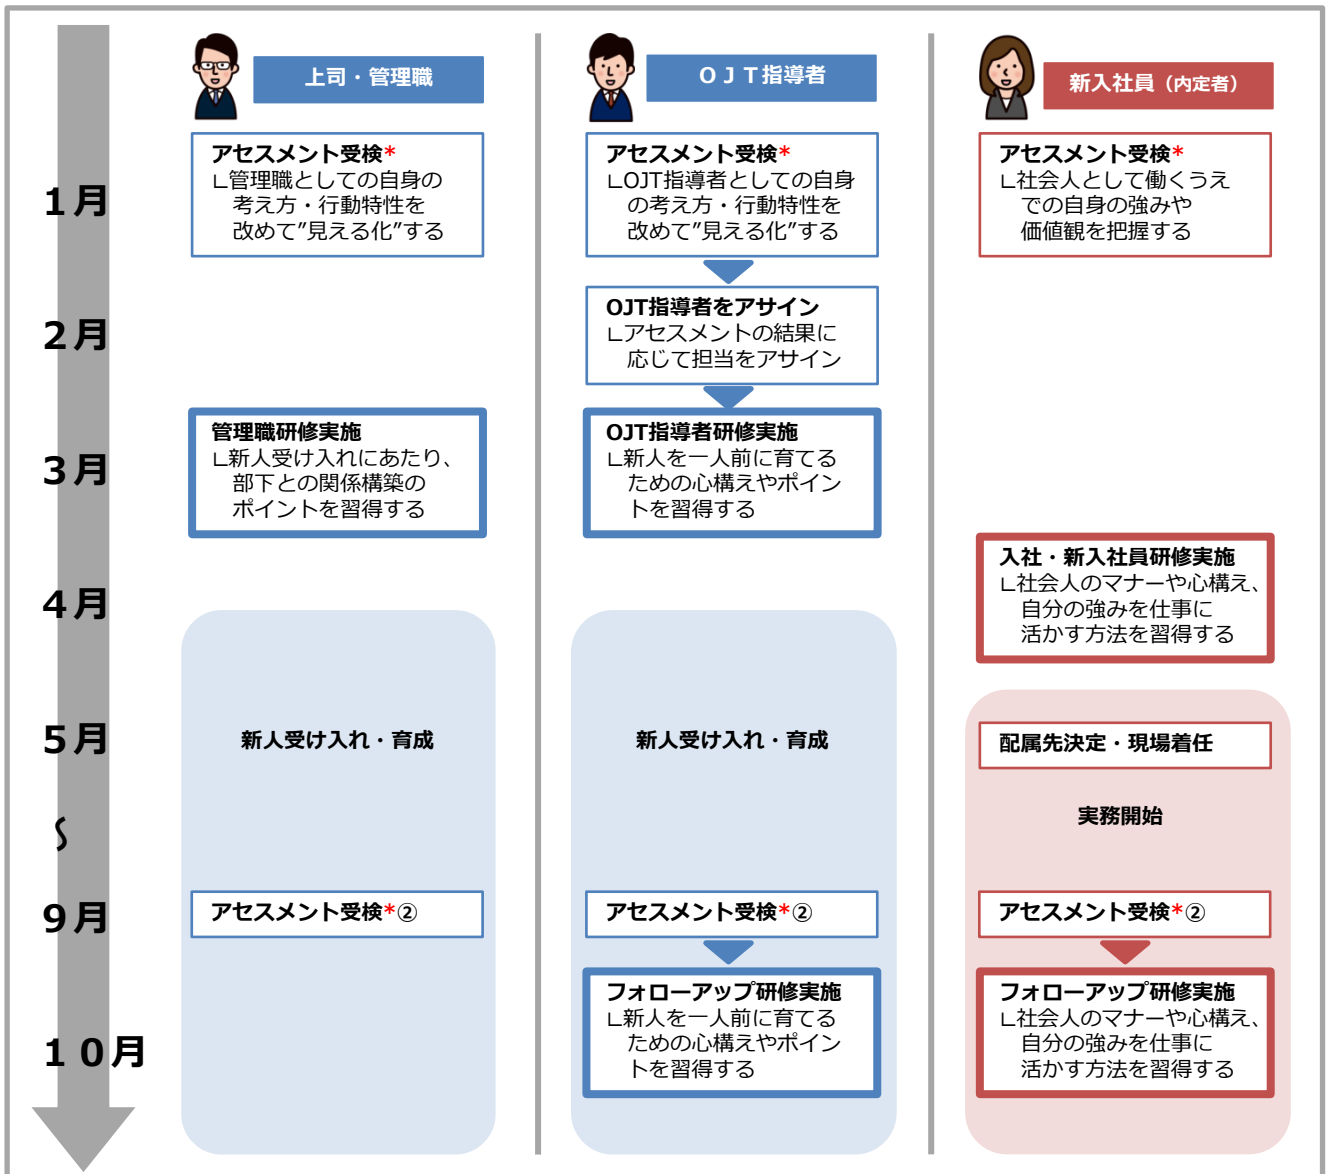 上司・管理職
ＯＪＴ指導者
新入社員（内定者）
１月
アセスメント受検*
∟管理職としての自身の
考え方・行動特性を
改めて”見える化”する
アセスメント受検*
∟OJT指導者としての自身
の考え方・行動特性を
改めて”見える化”する
アセスメント受検*
∟社会人として働くうえ
での自身の強みや
価値観を把握する
２月
OJT指導者をアサイン
∟アセスメントの結果に
応じて担当をアサイン
３月
管理職研修実施
∟新人受け入れにあたり、
部下との関係構築の
ポイントを習得する
OJT指導者研修実施
∟新人を一人前に育てる
ための心構えやポイン
トを習得する
４月
入社・新入社員研修実施
∟社会人のマナーや心構え、
自分の強みを仕事に
活かす方法を習得する
５月
新人受け入れ・育成
新人受け入れ・育成
配属先決定・現場着任
実務開始
〜
９月
アセスメント受検*②
アセスメント受検*②
アセスメント受検*②
１０月
フォローアップ研修実施
∟新人を一人前に育てる
ための心構えやポイン
トを習得する
フォローアップ研修実施
∟社会人のマナーや心構え、
自分の強みを仕事に
活かす方法を習得する